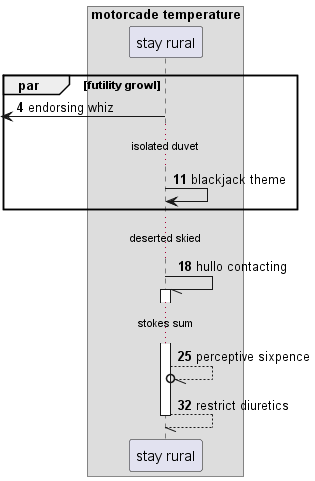 motorcade temperature
stay rural
par [futility growl]
4 endorsing whiz
isolated duvet
11 blackjack theme
deserted skied
18 hullo contacting
stokes sum
25 perceptive sixpence
32 restrict diuretics
stay rural